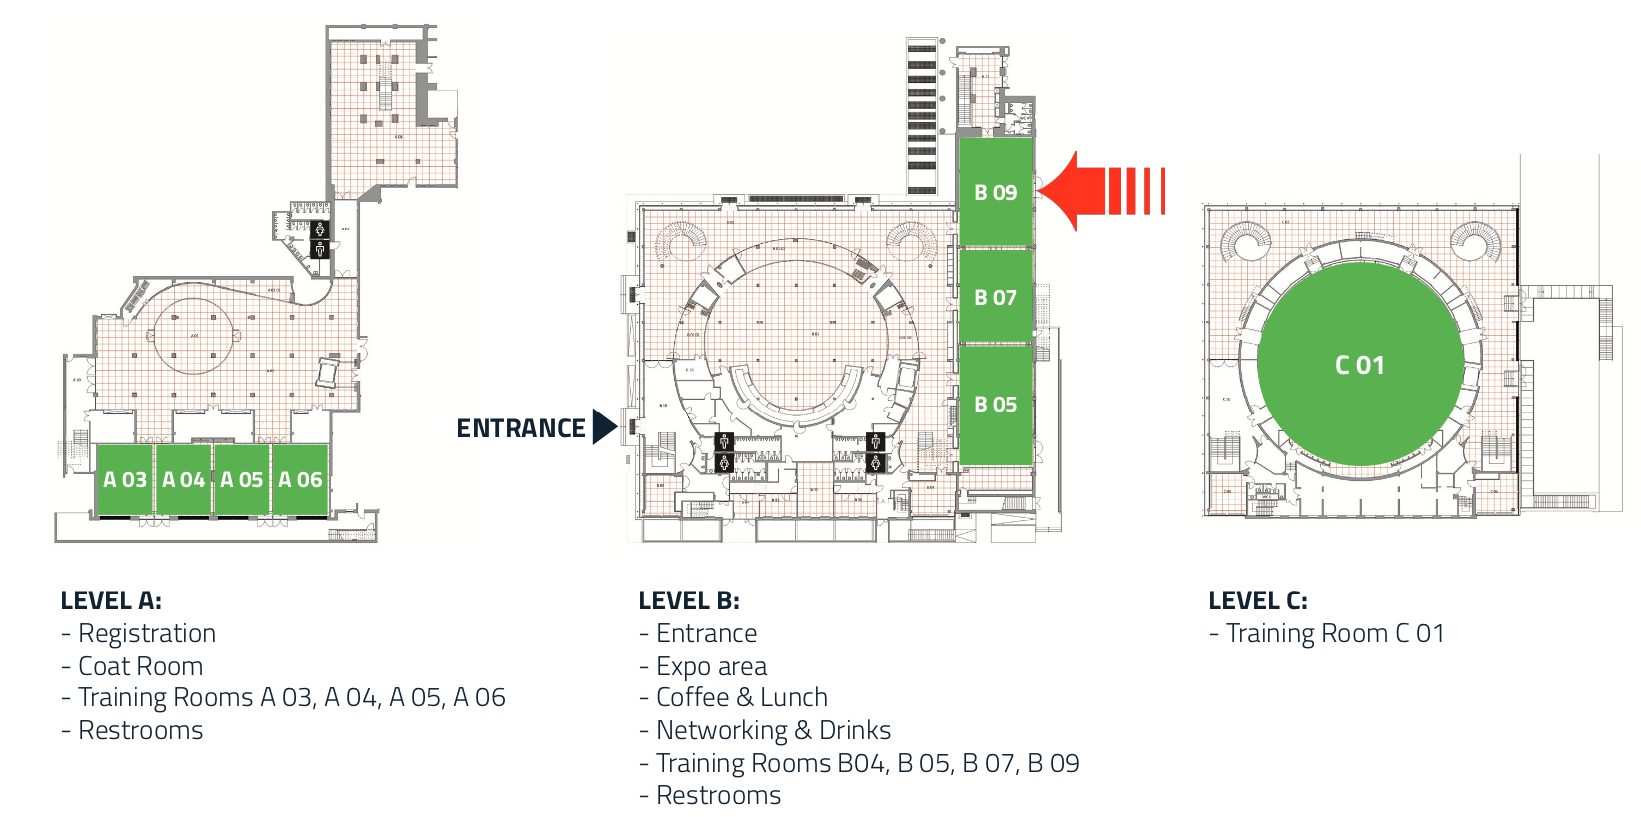 B 09
B 07
C 01
B 05
ENTRANCE
A 03 A 04 A 05 A 06
LEVEL A:
- Registration
- Coat Room
- Training Rooms A 03, A 04, A 05, A 06
- Restrooms
LEVEL B:
- Entrance
- Expo area
- Coffee & Lunch
- Networking & Drinks
- Training Rooms B04, B 05, B 07, B 09
- Restrooms
LEVEL C:
- Training Room C 01